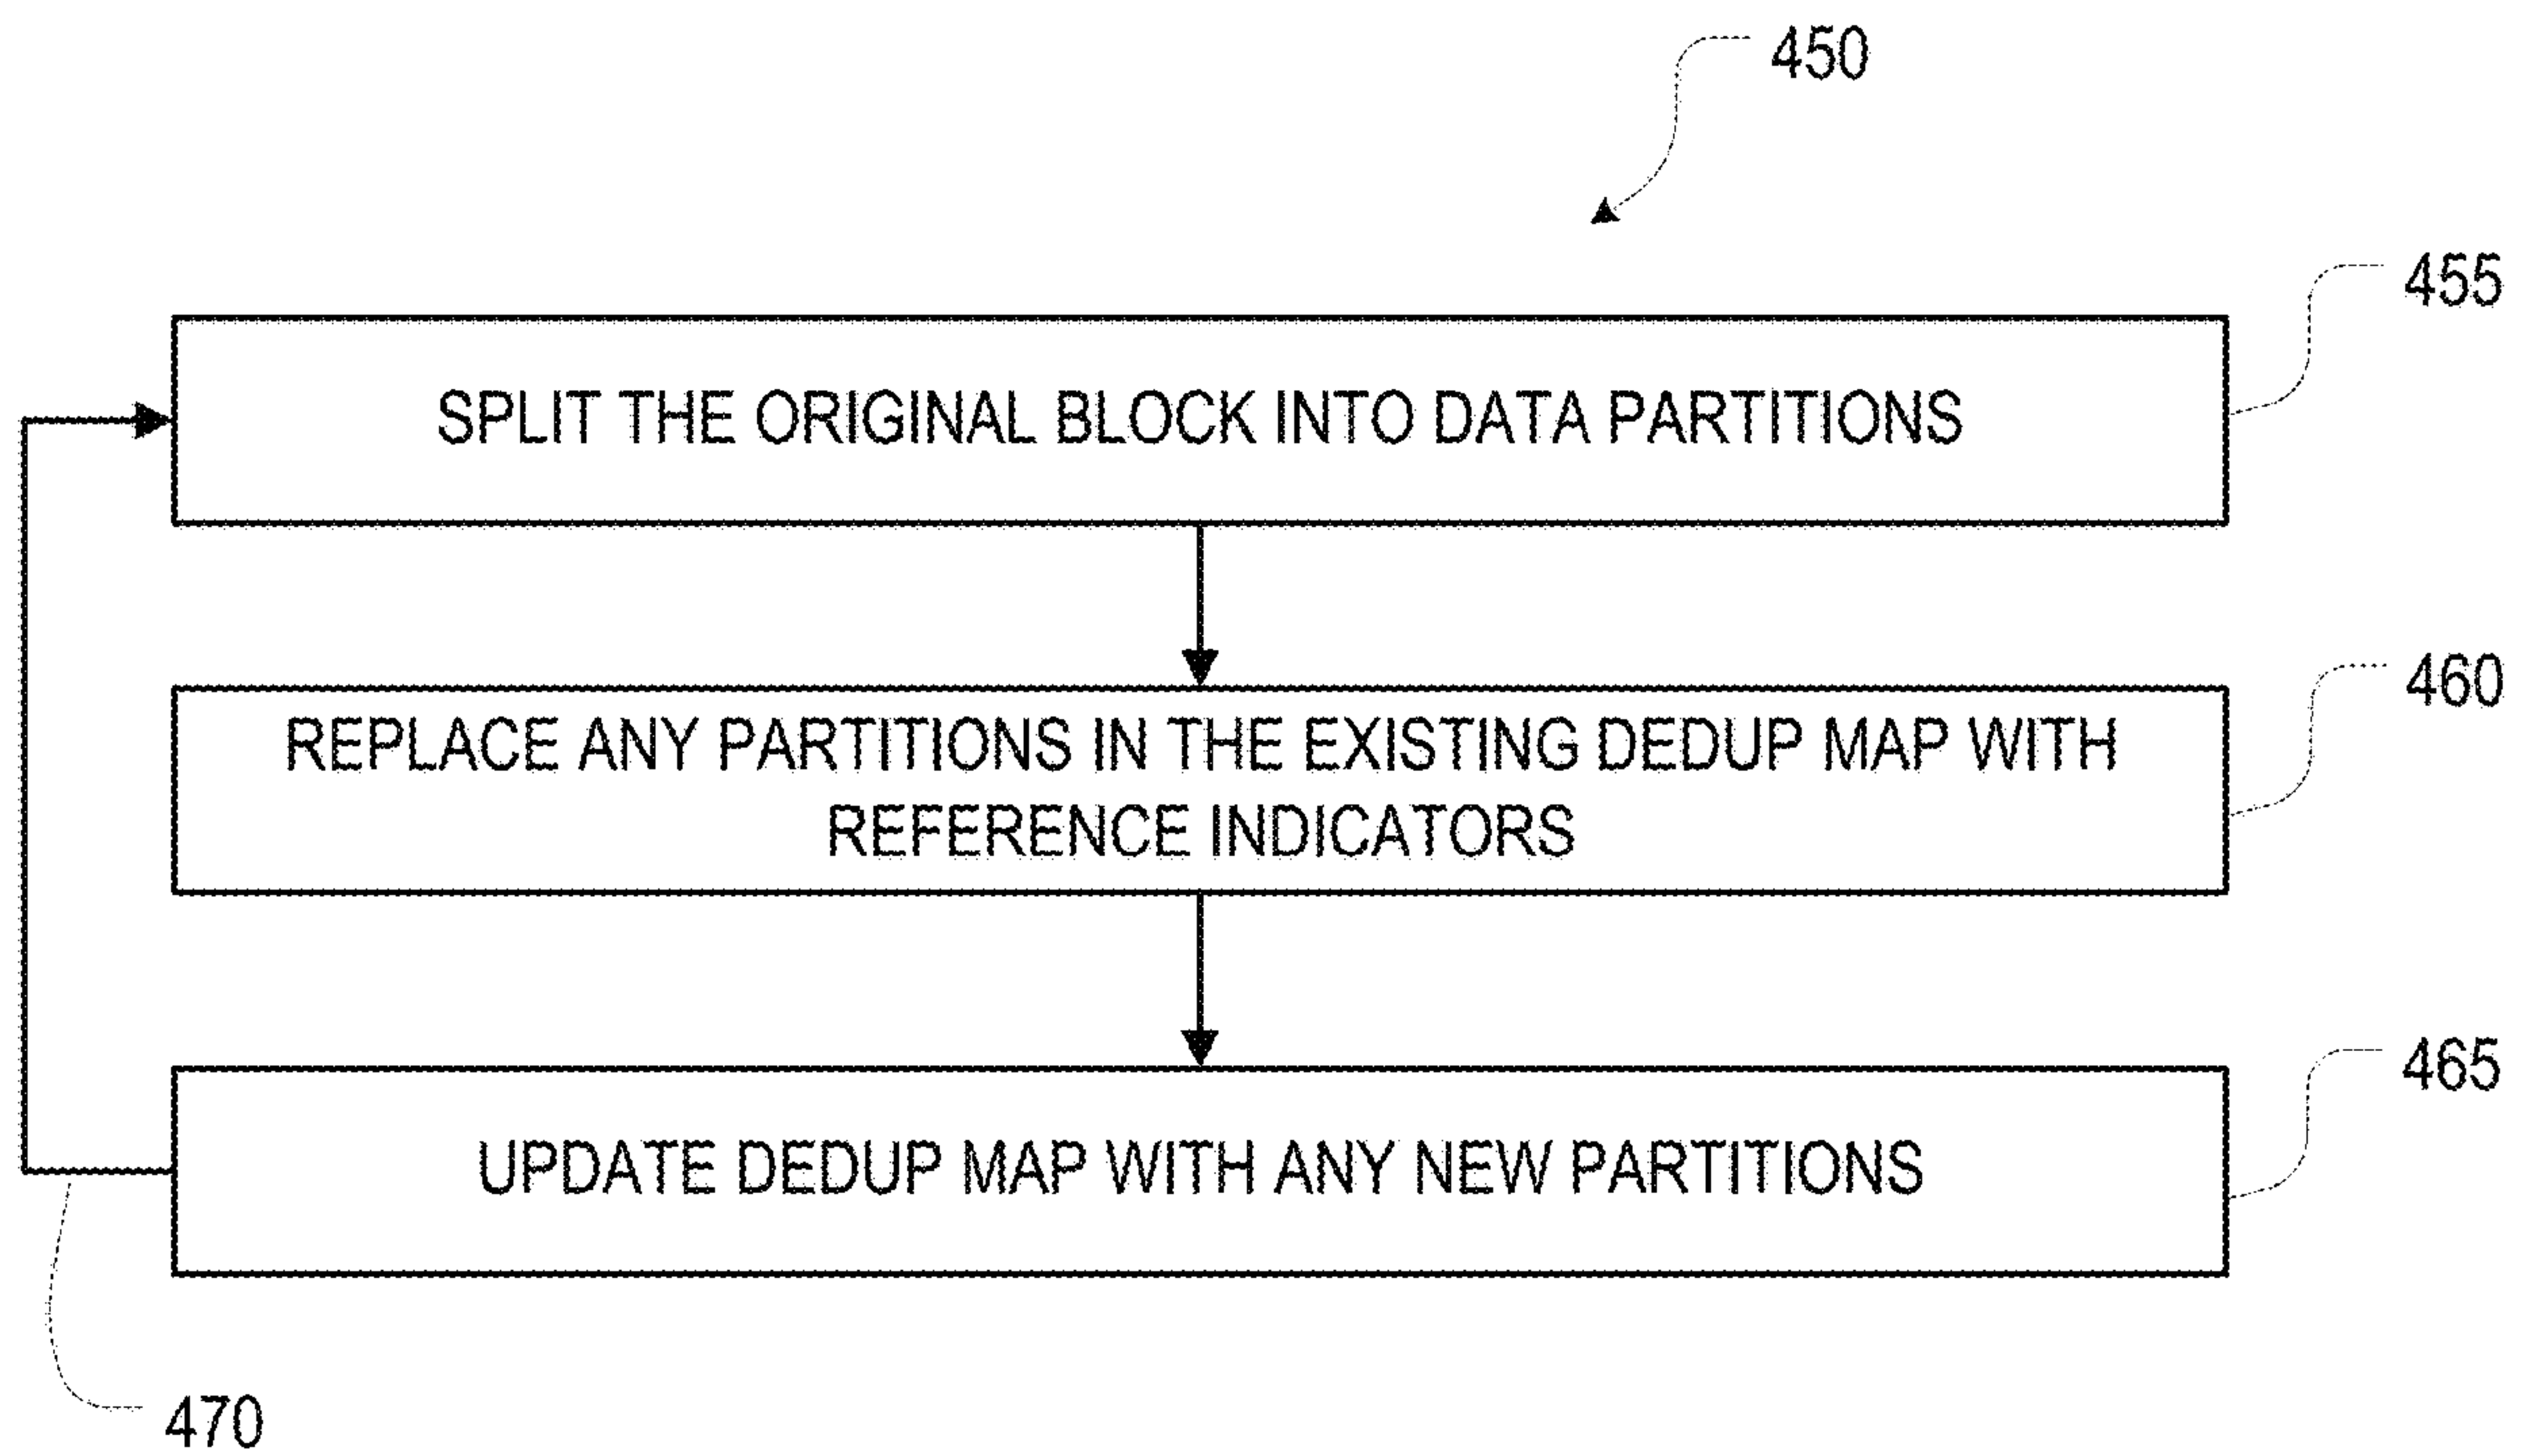 450
455
SPLIT THE ORIGINAL BLOCK INTO DATA PARTITIONS
460
REPLACE ANY PARTITIONS IN THE EXISTING DEDUP MAP WITH
REFERENCE INDICATORS
465
UPDATE DEDUP MAP WITH ANY NEW PARTITIONS
470